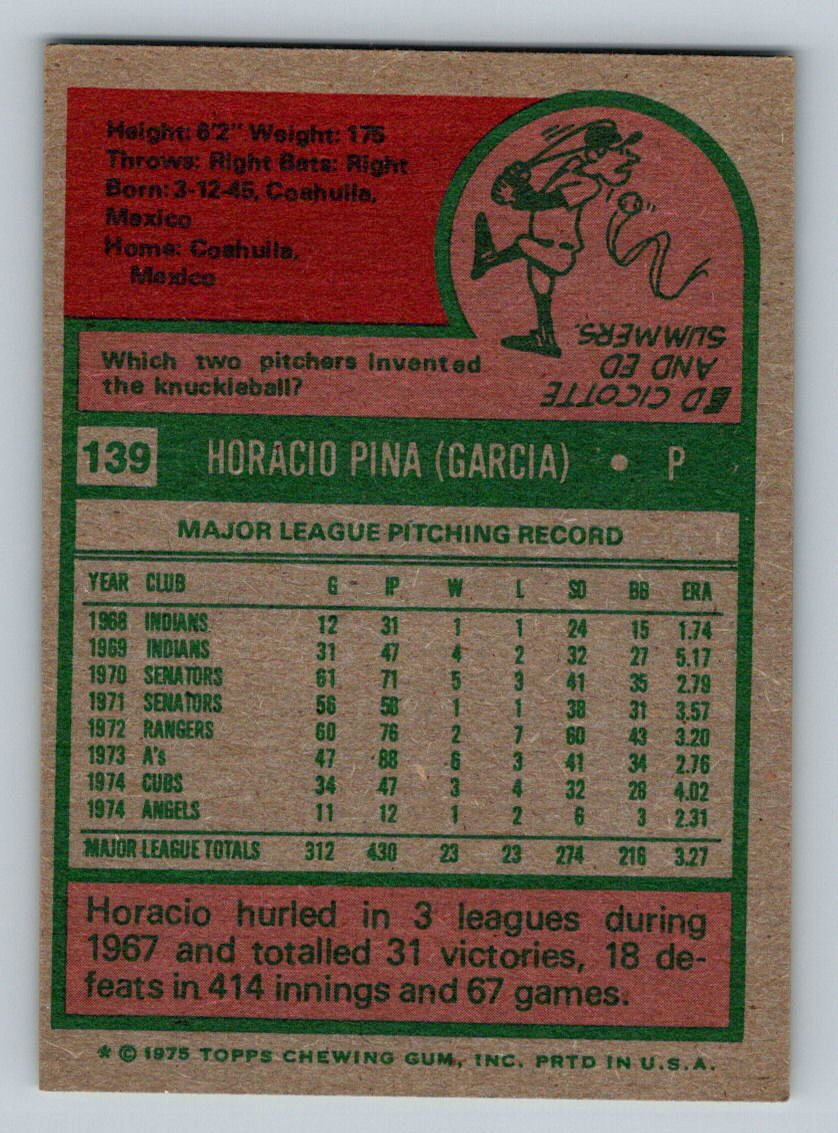 Height: 6'2" Weight: 175
Throws: Right Bats: Right
Born: 3-12-45, Coahuila,
Mexico
Home: Coahuila,
Mexico
Which two pitchers invented
the knuckleball?
ED CICOTTE
AND ED
SUMMERS.
139 HORACIO PINA (GARCIA) • P
MAJOR LEAGUE PITCHING RECORD
YEAR CLUB G IP W L SO BB ERA
1968 INDIANS 12 31 1 1 24 15 1.74
1969 INDIANS 31 47 4 2 32 27 5.17
1970 SENATORS 61 71 5 3 41 35 2.79
1971 SENATORS 56 58 1 1 38 31 3.57
1972 RANGERS 60 76 2 7 60 43 3.20
1973 A's 47 88 6 3 41 34 2.76
1974 CUBS 34 47 3 4 32 28 4.02
1974 ANGELS 11 12 1 2 6 3 2.31
MAJOR LEAGUE TOTALS 312 430 23 23 274 216 3.27
Horacio hurled in 3 leagues during
1967 and totalled 31 victories, 18 de-
feats in 414 innings and 67 games.
* © 1975 TOPPS CHEWING GUM, INC. PRTD IN U.S.A.